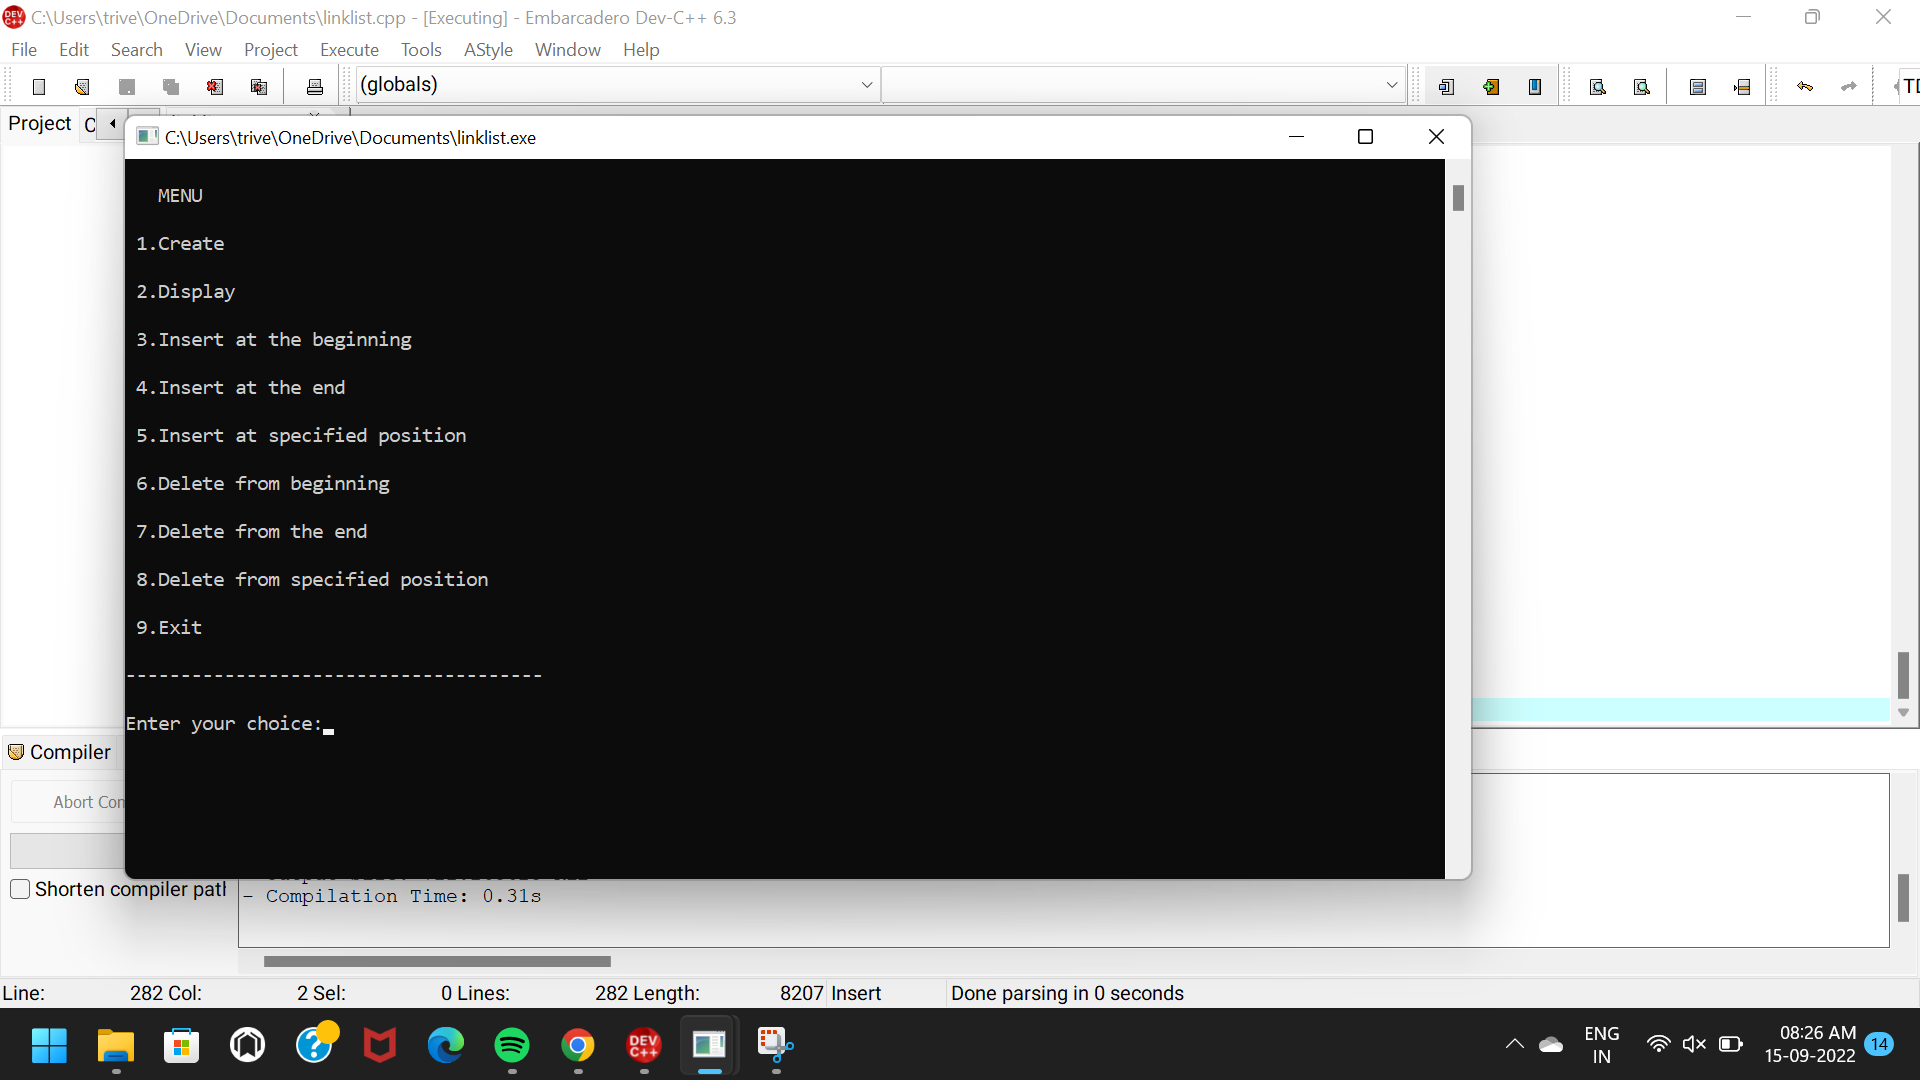 C:\Users\trive\OneDrive\Documents\linklist.cpp - [Executing] - Embarcadero Dev-C++ 6.3
File Edit Search View Project Execute Tools AStyle Window Help
(globals)
Project
C:\Users\trive\OneDrive\Documents\linklist.exe
MENU
1.Create
2.Display
3.Insert at the beginning
4.Insert at the end
5.Insert at specified position
6.Delete from beginning
7.Delete from the end
8.Delete from specified position
9.Exit
--------------------------------------
Enter your choice:
Compiler
Abort
Shorten compiler
- Compilation Time: 0.31s
Line: 282 Col: 2 Sel: 0 Lines: 282 Length: 8207 Insert Done parsing in 0 seconds
DEV C++
ENG
IN
08:26 AM
15-09-2022
14